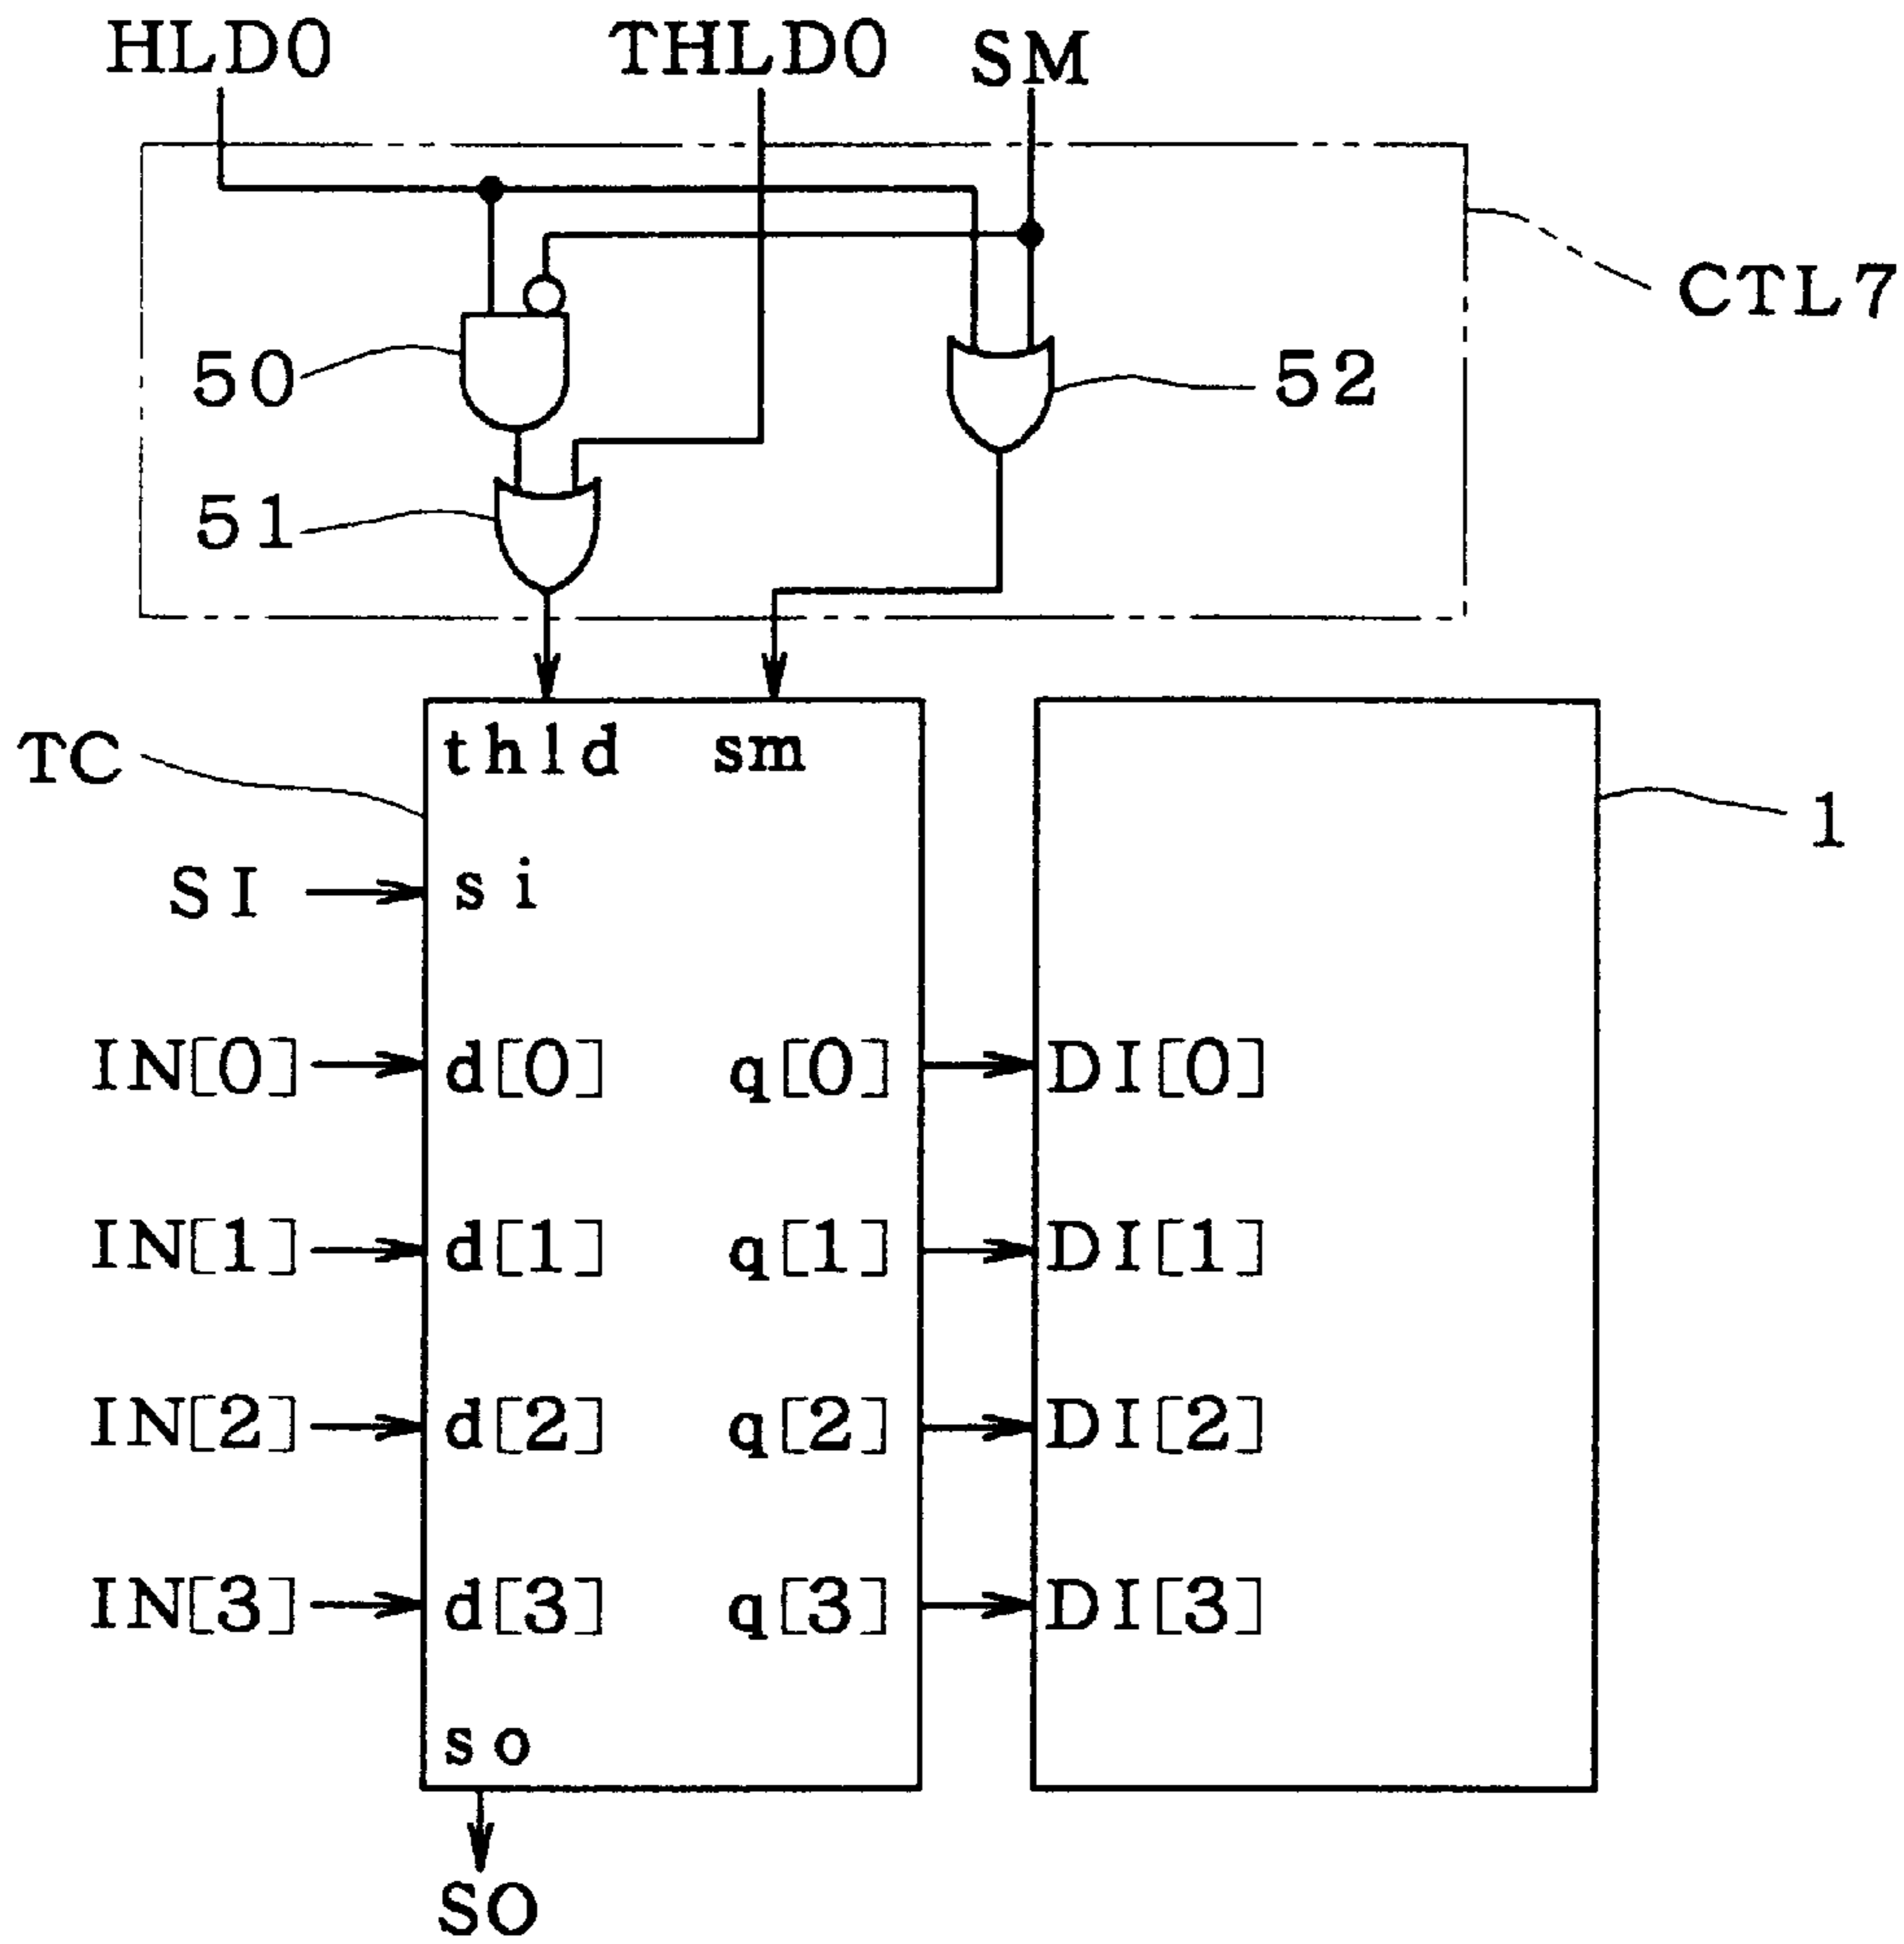 HLD0 THLD0 SM
CTL7
50 52
51
thld sm
TC
1
SI si
IN[0] d[0] q[0] DI[0]
IN[1] d[1] q[1] DI[1]
IN[2] d[2] q[2] DI[2]
IN[3] d[3] q[3] DI[3]
so
SO